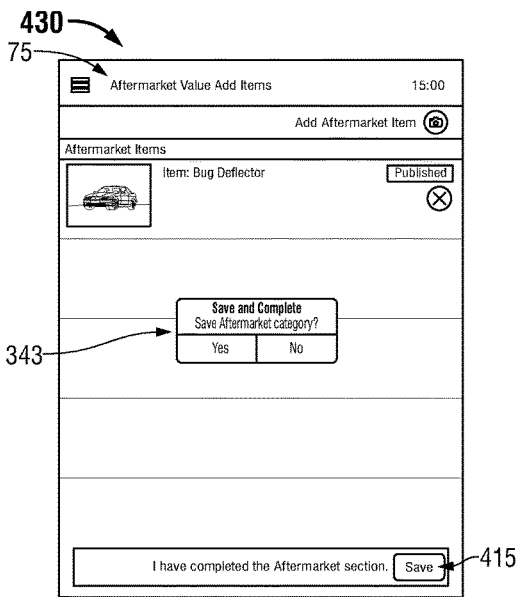 430
75
Aftermarket Value Add Items 15:00
Add Aftermarket Item
Aftermarket Items
Item: Bug Deflector Published
Save and Complete
Save Aftermarket category?
Yes No
343
I have completed the Aftermarket section. Save
415